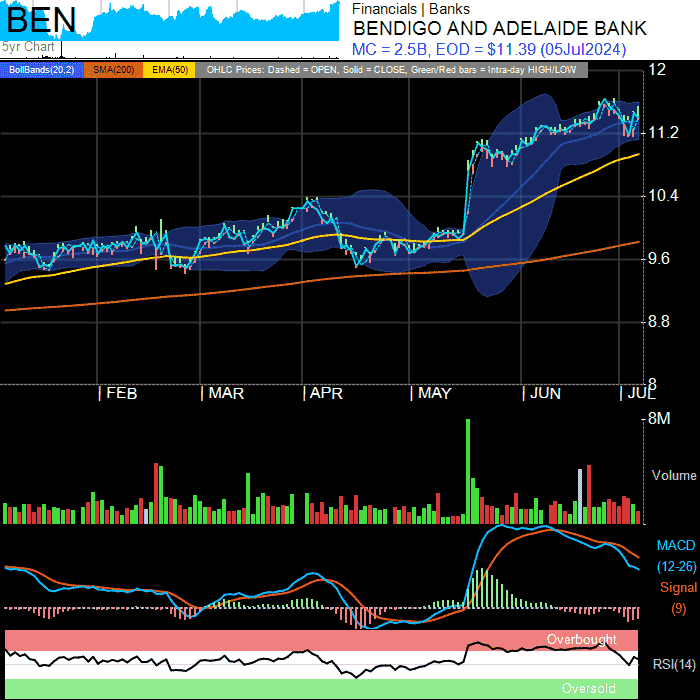 BEN
5yr Chart
Financials | Banks
BENDIGO AND ADELAIDE BANK
MC = 2.5B, EOD = $11.39 (05Jul2024)
BollBands(20,2) SMA(200) EMA(50) OHLC Prices: Dashed = OPEN, Solid = CLOSE, Green/Red bars = Intra-day HIGH/LOW
12
11.2
10.4
9.6
8.8
8
| FEB | MAR | APR | MAY | JUN | JUL
8M
Volume
MACD
(12-26)
Signal
(9)
Overbought
RSI(14)
Oversold